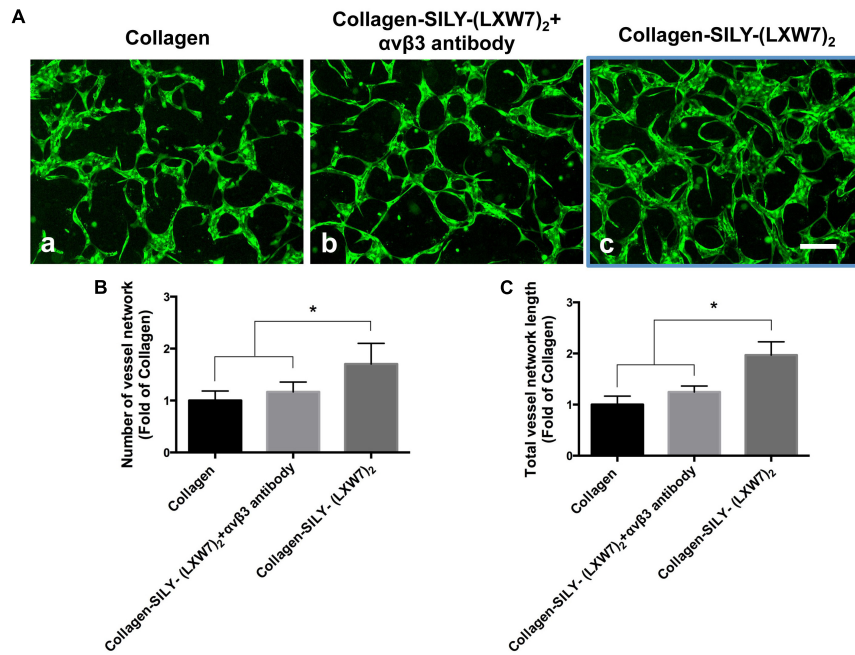 A
Collagen
Collagen-SILY-(LXW7)₂+
αvβ3 antibody
Collagen-SILY-(LXW7)₂
a
b
c
B
Number of vessel network
(Fold of Collagen)
3
2
1
0
*
Collagen
Collagen-SILY- (LXW7)₂+αvβ3 antibody
Collagen-SILY- (LXW7)₂
C
Total vessel network length
(Fold of Collagen)
3
2
1
0
*
Collagen
Collagen-SILY- (LXW7)₂+αvβ3 antibody
Collagen-SILY- (LXW7)₂